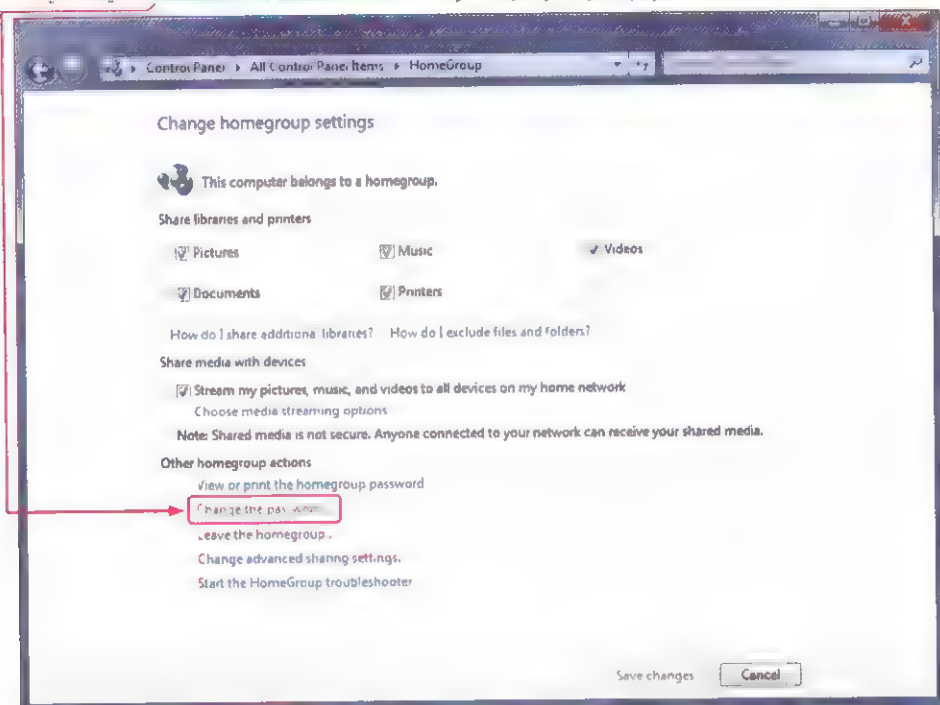 Control Panel ▸ All Control Panel Items ▸ HomeGroup
Change homegroup settings
This computer belongs to a homegroup.
Share libraries and printers
Pictures Music Videos
Documents Printers
How do I share additional libraries? How do I exclude files and folders?
Share media with devices
Stream my pictures, music, and videos to all devices on my home network
Choose media streaming options
Note: Shared media is not secure. Anyone connected to your network can receive your shared media.
Other homegroup actions
View or print the homegroup password
Change the
Leave the homegroup
Change advanced sharing settings.
Start the HomeGroup troubleshooter
Save changes Cancel